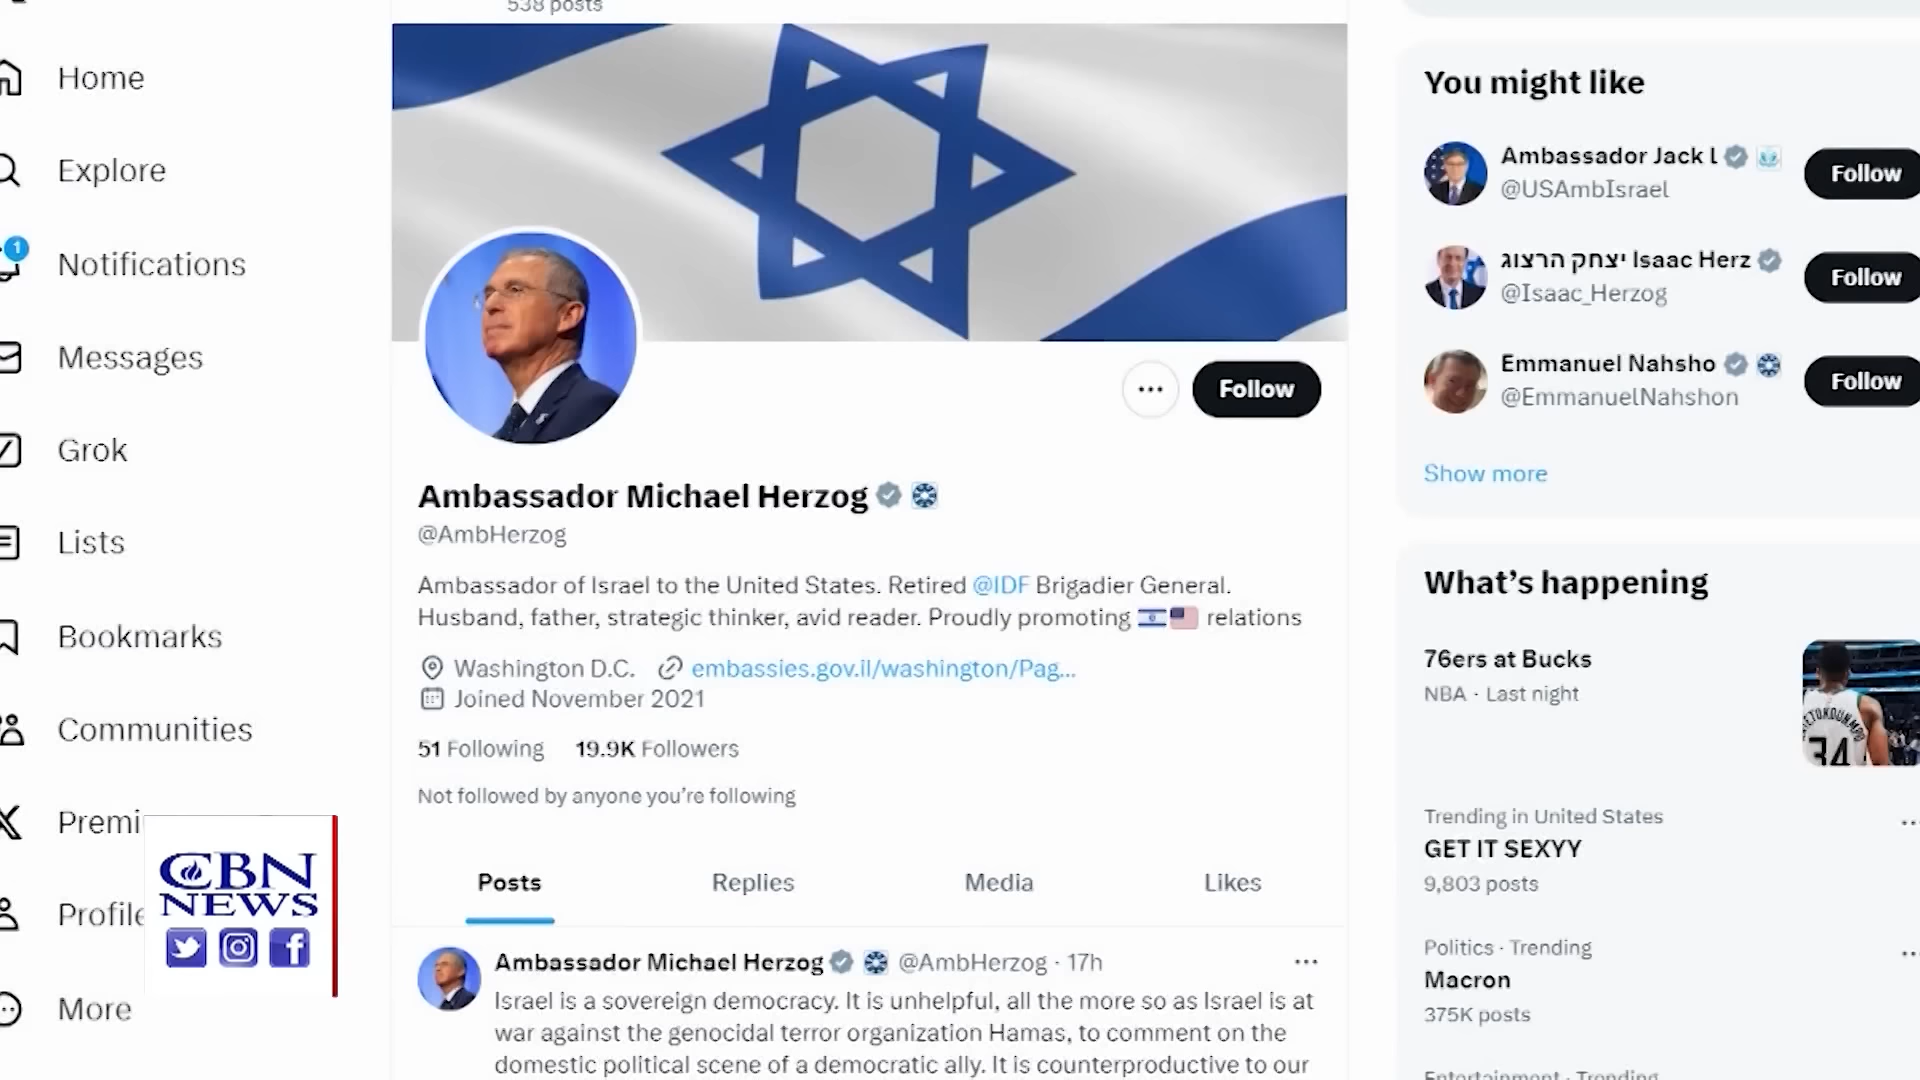 538 posts
Home
Explore
1
Notifications
Messages
Grok
Lists
Bookmarks
Communities
Premi
Profile
More
CBN
NEWS
Follow
Ambassador Michael Herzog
@AmbHerzog
Ambassador of Israel to the United States. Retired @IDF Brigadier General.
Husband, father, strategic thinker, avid reader. Proudly promoting 🇮🇱🇺🇸 relations
Washington D.C. embassies.gov.il/washington/Pag...
Joined November 2021
51 Following 19.9K Followers
Not followed by anyone you're following
Posts Replies Media Likes
Ambassador Michael Herzog @AmbHerzog · 17h
Israel is a sovereign democracy. It is unhelpful, all the more so as Israel is at
war against the genocidal terror organization Hamas, to comment on the
domestic political scene of a democratic ally. It is counterproductive to our
You might like
Ambassador Jack L
@USAmbIsrael
Follow
יצחק הרצוג Isaac Herz
@Isaac_Herzog
Follow
Emmanuel Nahsho
@EmmanuelNahshon
Follow
Show more
What's happening
76ers at Bucks
NBA · Last night
34
Trending in United States
GET IT SEXYY
9,803 posts
Politics · Trending
Macron
375K posts
Entertainment · Trending